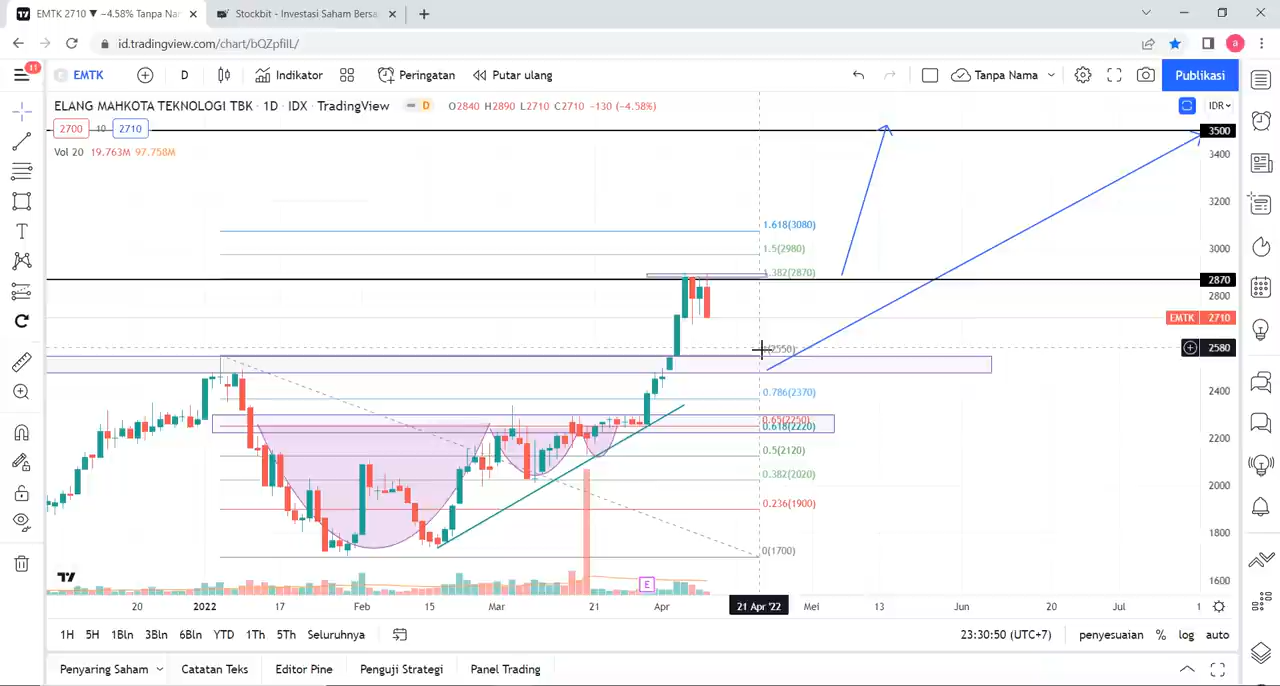 EMTK 2710 ▼ −4.58% Tanpa Nar
Stockbit - Investasi Saham Bersa
id.tradingview.com/chart/bQZpfiIL/
a
11
EMTK
D
Indikator
Peringatan
Putar ulang
Tanpa Nama
Publikasi
ELANG MAHKOTA TEKNOLOGI TBK · 1D · IDX · TradingView
D
O2840 H2890 L2710 C2710 −130 (−4.58%)
IDR
2700 10 2710
Vol 20 19.763M 97.758M
3500
3400
3200
3000
2870
2800
EMTK 2710
2580
2400
2200
2000
1800
1600
1.618(3080)
1.5(2980)
1.382(2870)
(2550)
0.786(2370)
0.65(2250)
0.618(2220)
0.5(2120)
0.382(2020)
0.236(1900)
0(1700)
E
20 2022 17 Feb 15 Mar 21 Apr 21 Apr '22 Mei 13 Jun 20 Jul 1
1H 5H 1Bln 3Bln 6Bln YTD 1Th 5Th Seluruhnya
23:30:50 (UTC+7) penyesuaian % log auto
Penyaring Saham Catatan Teks Editor Pine Penguji Strategi Panel Trading